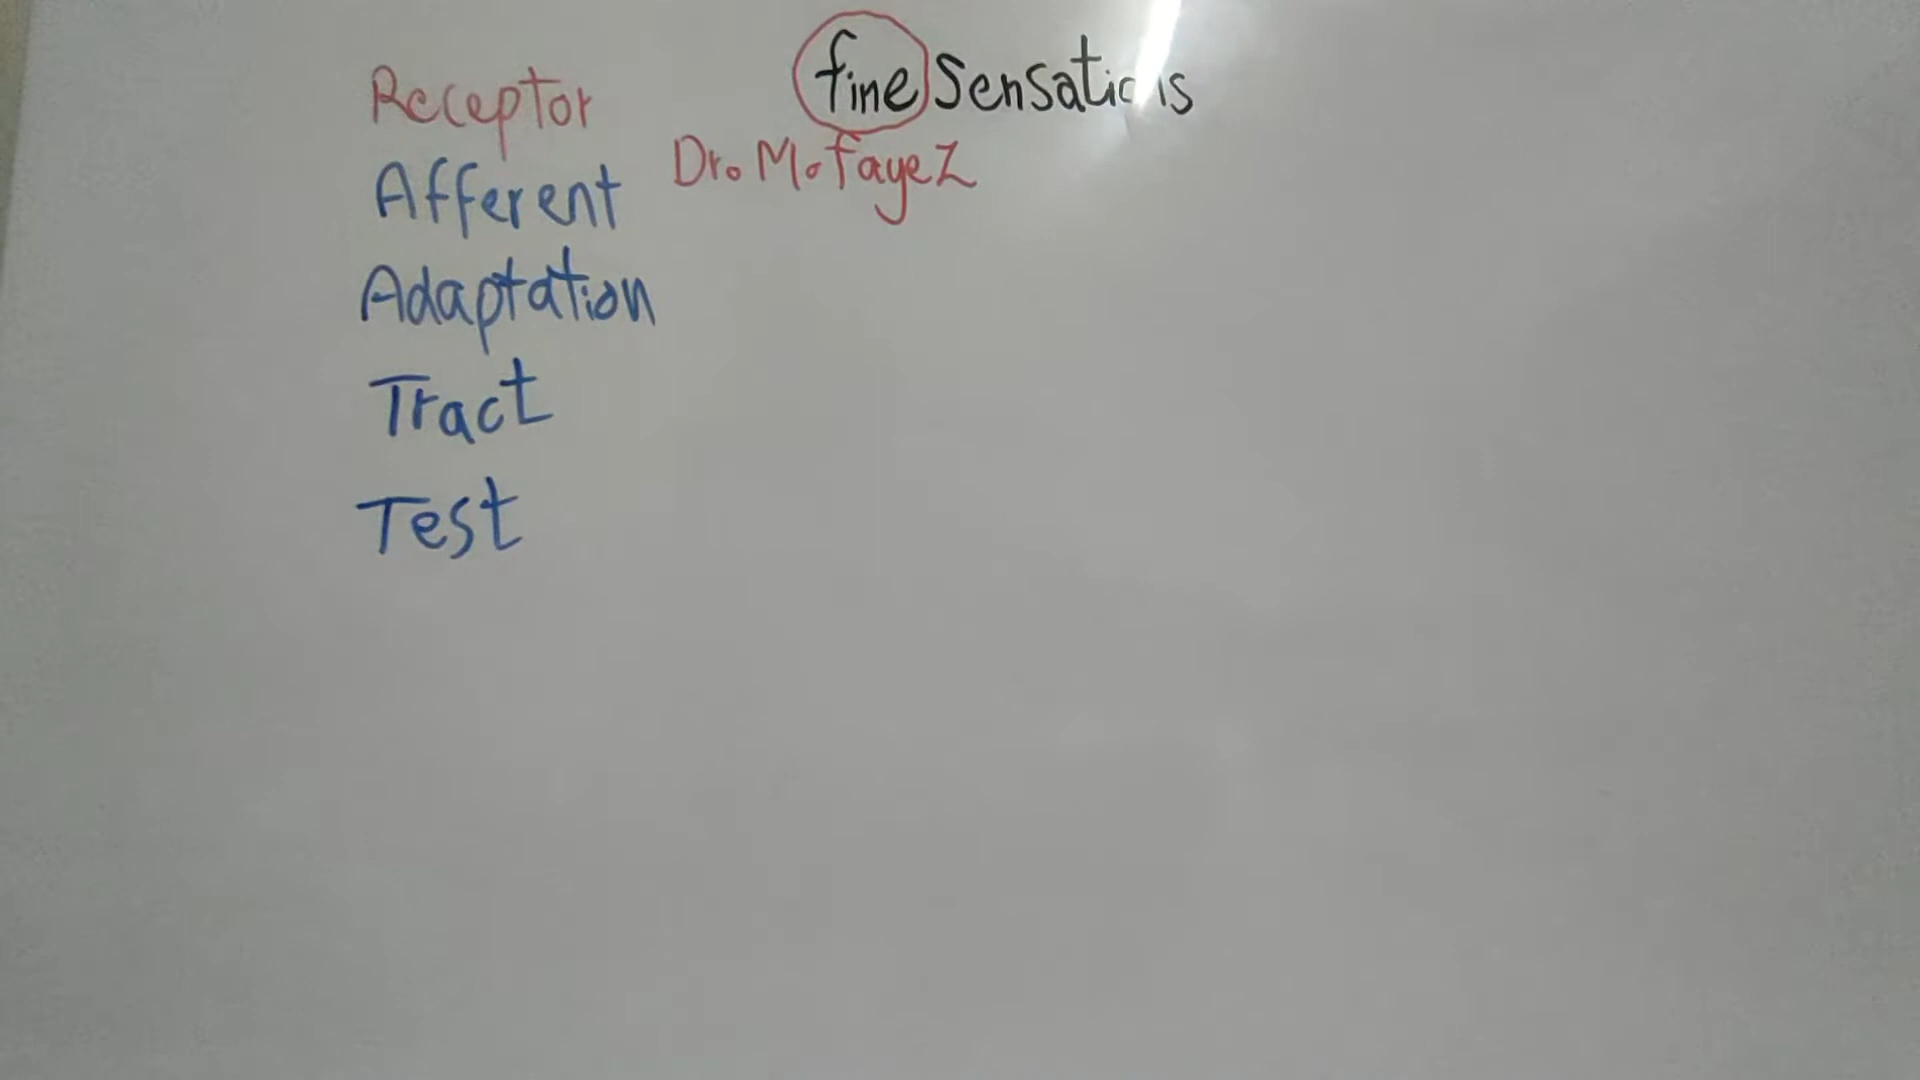 fine Sensations
Receptor
Dr. M. fayez
Afferent
Adaptation
Tract
Test